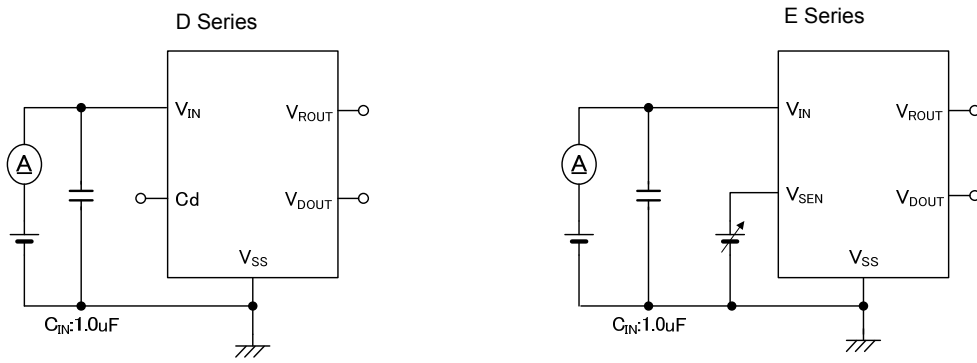 D Series
A
V_IN
Cd
V_ROUT
V_DOUT
V_SS
C_IN:1.0uF
E Series
A
V_IN
V_SEN
V_ROUT
V_DOUT
V_SS
C_IN:1.0uF